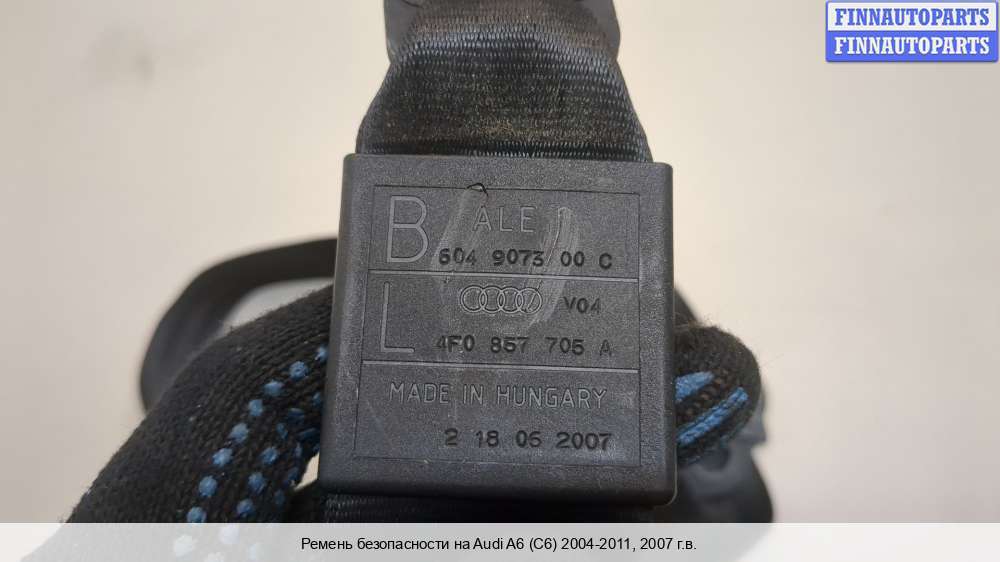 FINNAUTOPARTS
FINNAUTOPARTS
B ALE 1
604 9073 00 C
V04
L 4F0 857 705 A
MADE IN HUNGARY
2 18 06 2007
Ремень безопасности на Audi A6 (C6) 2004-2011, 2007 г.в.